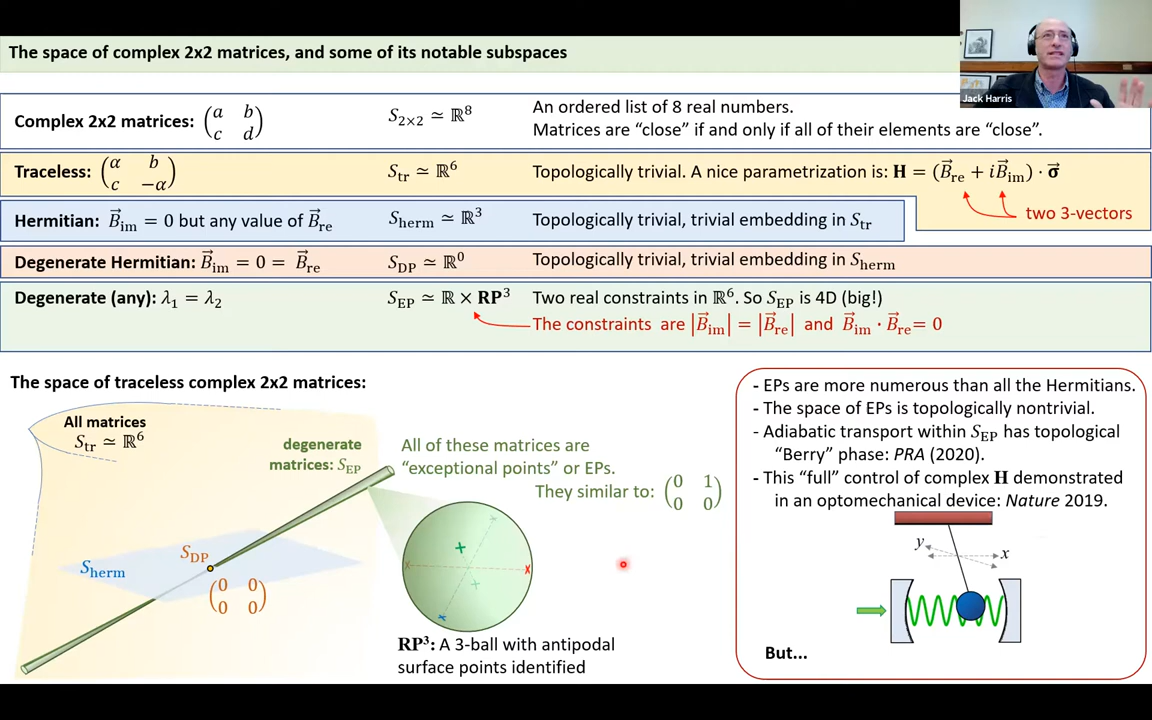 The space of complex 2x2 matrices, and some of its notable subspaces
Jack Harris
Complex 2x2 matrices: (a b
c d)
S₂ₓ₂ ≃ ℝ⁸
An ordered list of 8 real numbers.
Matrices are “close” if and only if all of their elements are “close”.
Traceless: (α b
c −α)
S_tr ≃ ℝ⁶
Topologically trivial. A nice parametrization is: H = (B⃗_re + iB⃗_im) · σ⃗
two 3-vectors
Hermitian: B⃗_im = 0 but any value of B⃗_re
S_herm ≃ ℝ³
Topologically trivial, trivial embedding in S_tr
Degenerate Hermitian: B⃗_im = 0 = B⃗_re
S_DP ≃ ℝ⁰
Topologically trivial, trivial embedding in S_herm
Degenerate (any): λ₁ = λ₂
S_EP ≃ ℝ × RP³
Two real constraints in ℝ⁶. So S_EP is 4D (big!)
The constraints are |B⃗_im| = |B⃗_re| and B⃗_im · B⃗_re = 0
The space of traceless complex 2x2 matrices:
All matrices
S_tr ≃ ℝ⁶
degenerate
matrices: S_EP
All of these matrices are
“exceptional points” or EPs.
They similar to: (0 1
0 0)
S_DP
S_herm
(0 0
0 0)
RP³: A 3-ball with antipodal
surface points identified
- EPs are more numerous than all the Hermitians.
- The space of EPs is topologically nontrivial.
- Adiabatic transport within S_EP has topological
“Berry” phase: PRA (2020).
- This “full” control of complex H demonstrated
in an optomechanical device: Nature 2019.
y
x
But...